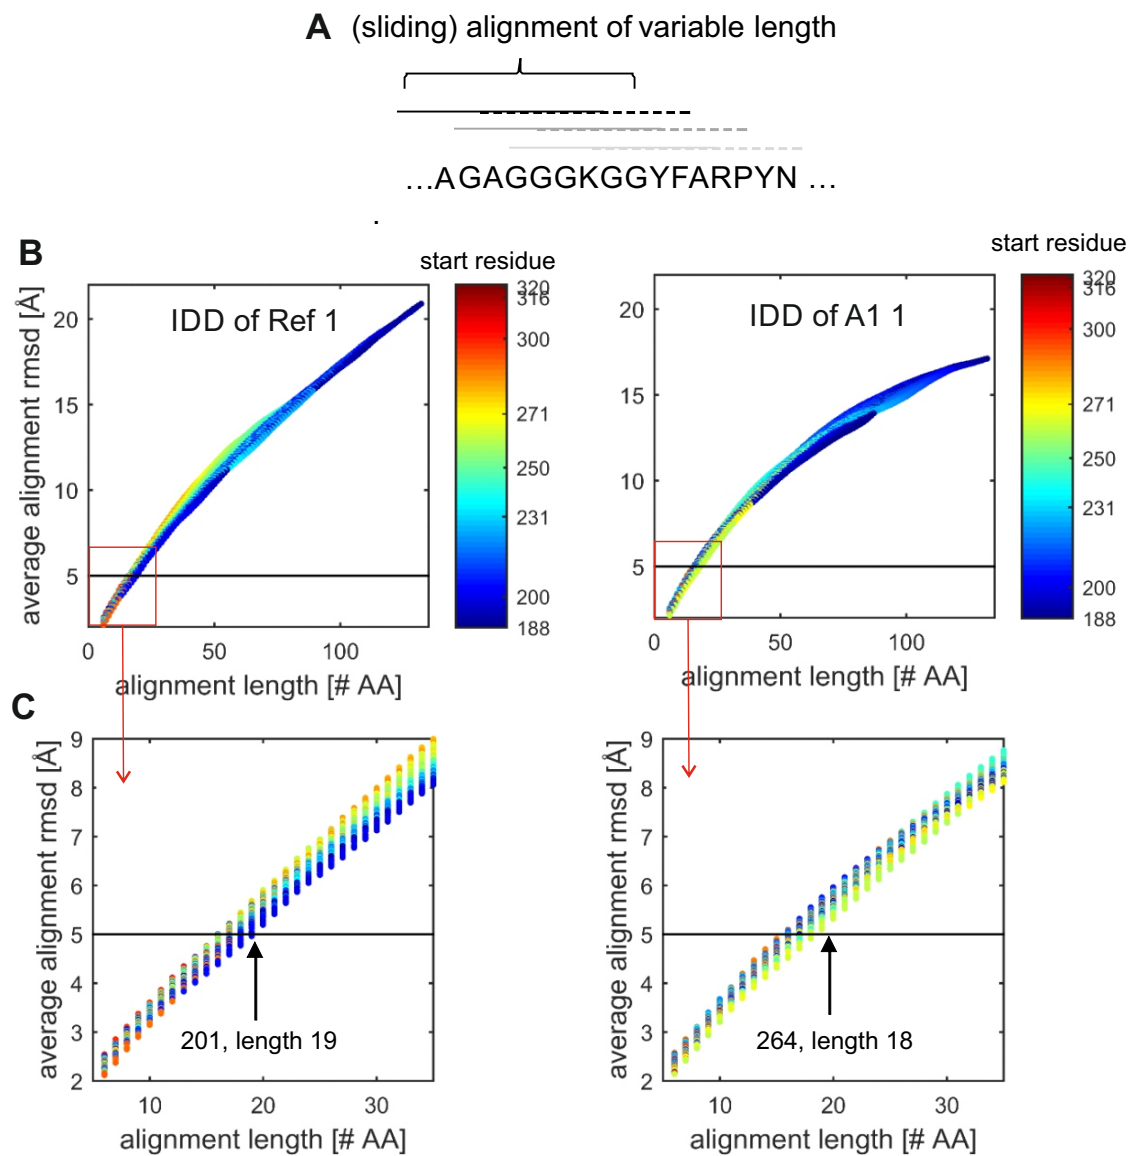 A (sliding) alignment of variable length
...AGAGGGKGGYFARPYN ...
.
B
start residue
start residue
IDD of Ref 1
IDD of A1 1
average alignment rmsd [Å]
20
15
10
5
0 50 100
alignment length [# AA]
320
316
300
271
250
231
200
188
20
15
10
5
0 50 100
alignment length [# AA]
320
316
300
271
250
231
200
188
C
average alignment rmsd [Å]
9
8
7
6
5
4
3
2
201, length 19
10 20 30
alignment length [# AA]
average alignment rmsd [Å]
9
8
7
6
5
4
3
2
264, length 18
10 20 30
alignment length [# AA]